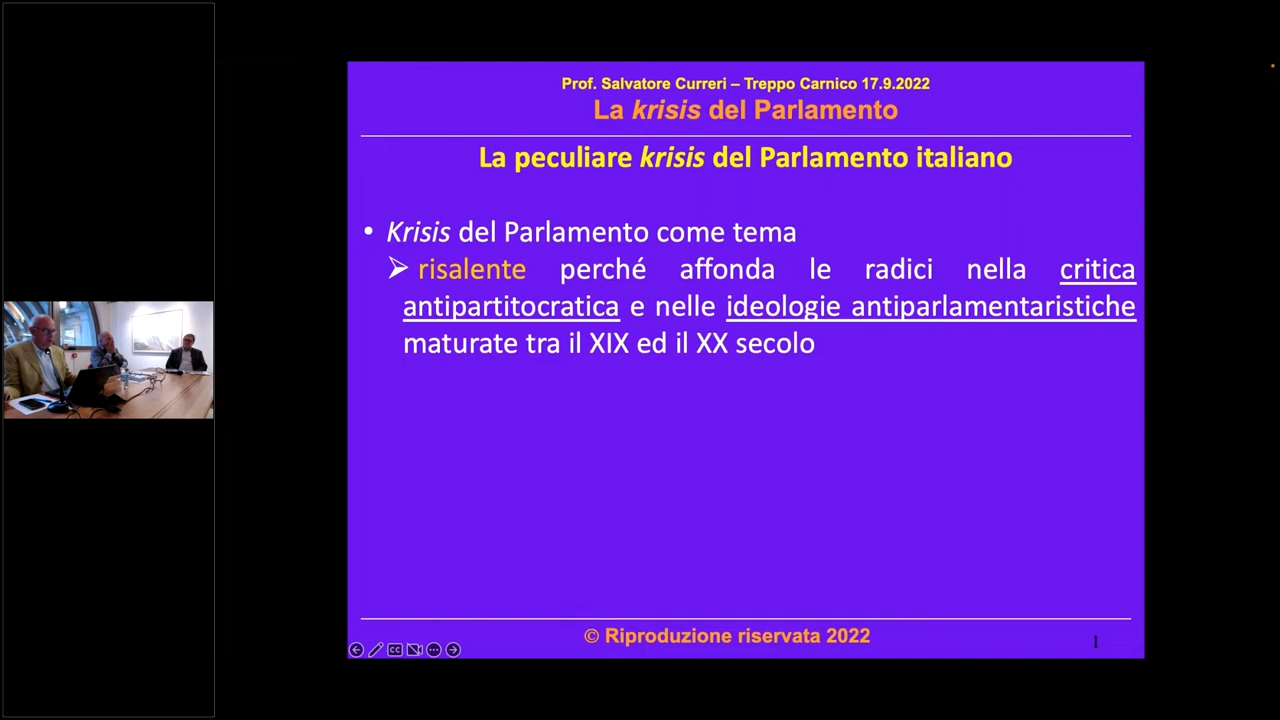 Prof. Salvatore Curreri – Treppo Carnico 17.9.2022
La krisis del Parlamento
La peculiare krisis del Parlamento italiano
• Krisis del Parlamento come tema
➢ risalente perché affonda le radici nella critica
antipartitocratica e nelle ideologie antiparlamentaristiche
maturate tra il XIX ed il XX secolo
© Riproduzione riservata 2022
1
CC